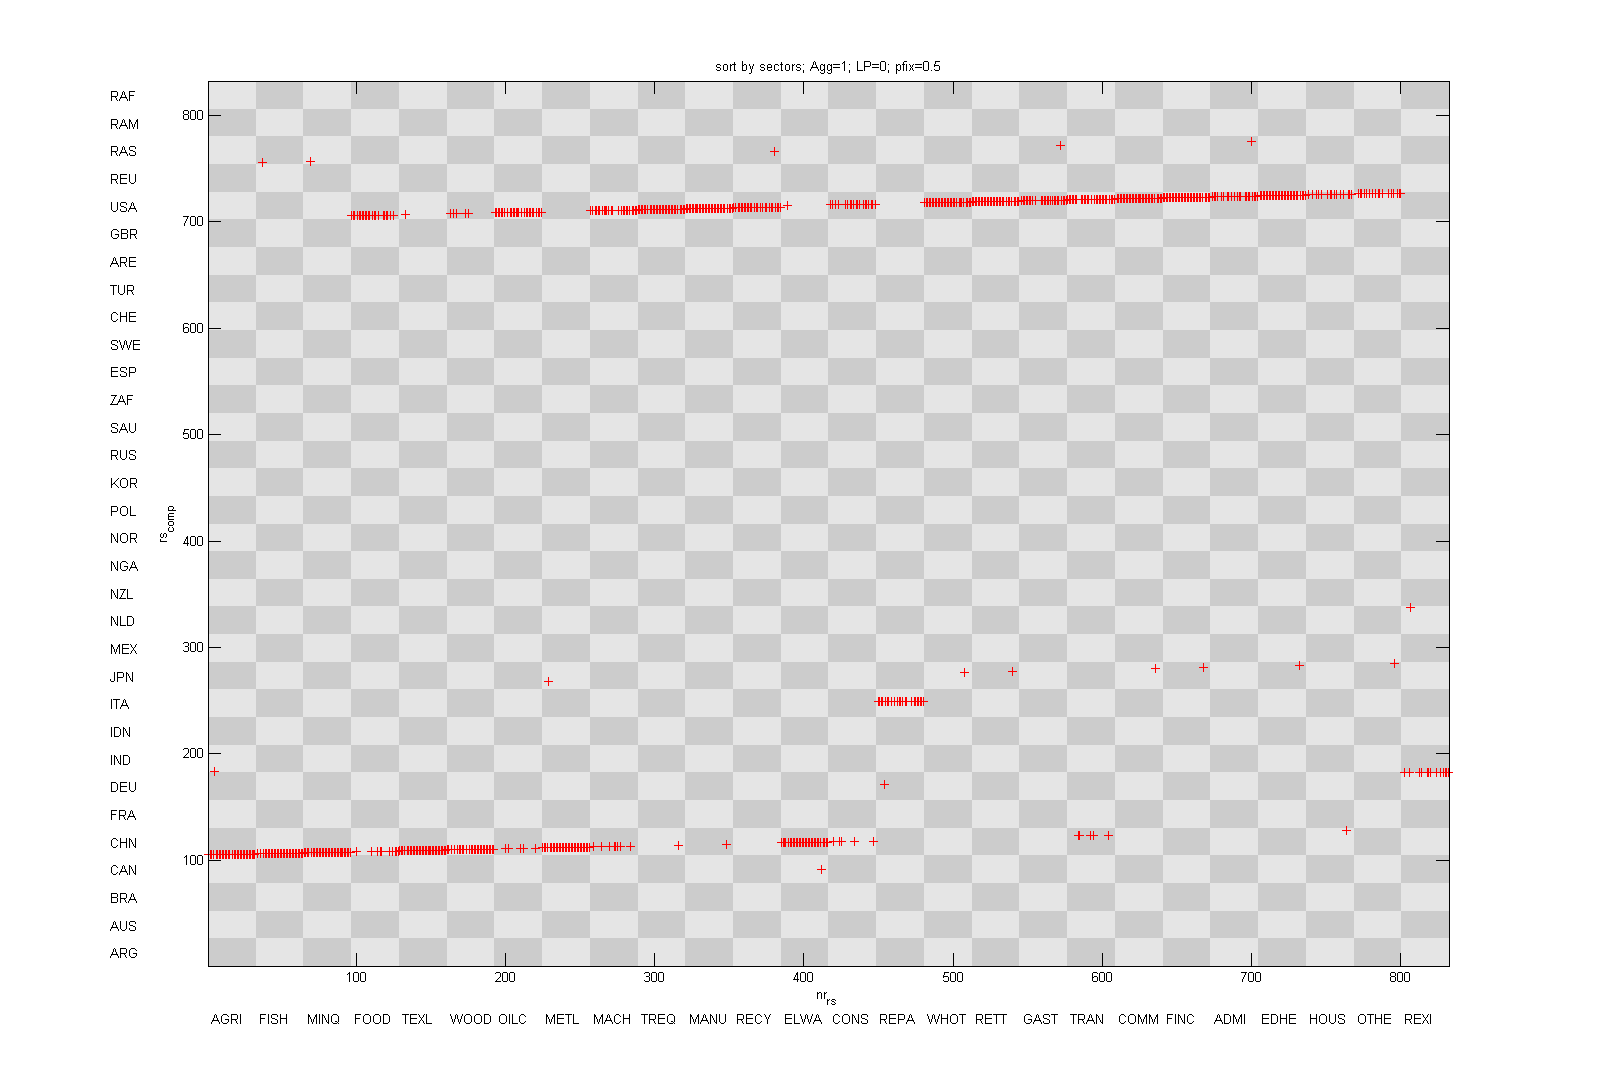 sort by sectors; Agg=1; LP=0; pfix=0.5
RAF
RAM
RAS
REU
USA
GBR
ARE
TUR
CHE
SWE
ESP
ZAF
SAU
RUS
KOR
POL
NOR
NGA
NZL
NLD
MEX
JPN
ITA
IDN
IND
DEU
FRA
CHN
CAN
BRA
AUS
ARG
rs_comp
800
700
600
500
400
300
200
100
100 200 300 400 500 600 700 800
nr_rs
AGRI FISH MINQ FOOD TEXL WOOD OILC METL MACH TREQ MANU RECY ELWA CONS REPA WHOT RETT GAST TRAN COMM FINC ADMI EDHE HOUS OTHE REXI